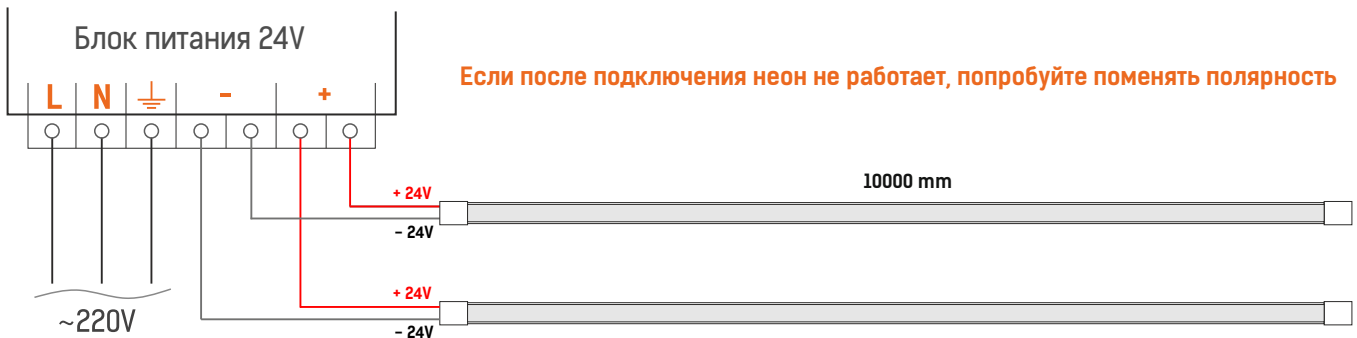 Блок питания 24V
Если после подключения неон не работает, попробуйте поменять полярность
L N - +
10000 mm
+ 24V
- 24V
+ 24V
- 24V
~220V